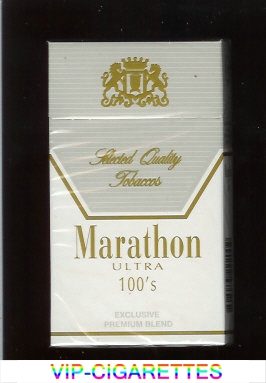 Selected Quality
Tobaccos
Marathon
ULTRA
100's
EXCLUSIVE
PREMIUM BLEND
VIP-CIGARETTES